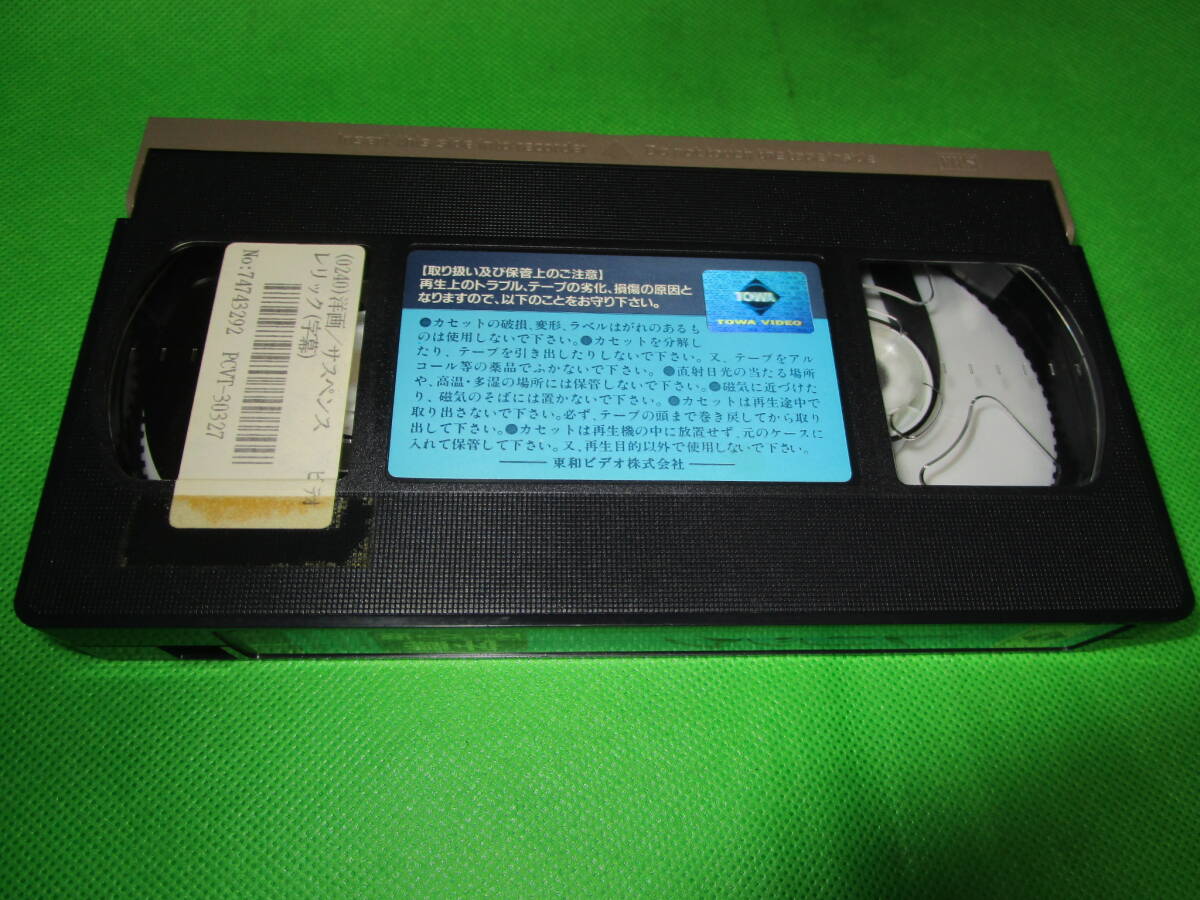 Insert this side into recorder
Do not touch the tape inside
VHS
(0240)洋画/サスペンス ビデオ
レリック(字幕)
No:74743292 PCVT-30327
【取り扱い及び保管上のご注意】
再生上のトラブル、テープの劣化、損傷の原因と
なりますので、以下のことをお守り下さい。
TOWA
TOWA VIDEO
●カセットの破損、変形、ラベルはがれのあるも
のは使用しないで下さい。●カセットを分解し
たり、テープを引き出したりしないで下さい。又、テープをアル
コール等の薬品でふかないで下さい。●直射日光の当たる場所
や、高温・多湿の場所には保管しないで下さい。●磁気に近づけた
り、磁気のそばには置かないで下さい。●カセットは再生途中で
取り出さないで下さい。必ず、テープの頭まで巻き戻してから取り
出して下さい。●カセットは再生機の中に放置せず、元のケースに
入れて保管して下さい。又、再生目的以外で使用しないで下さい。
東和ビデオ株式会社